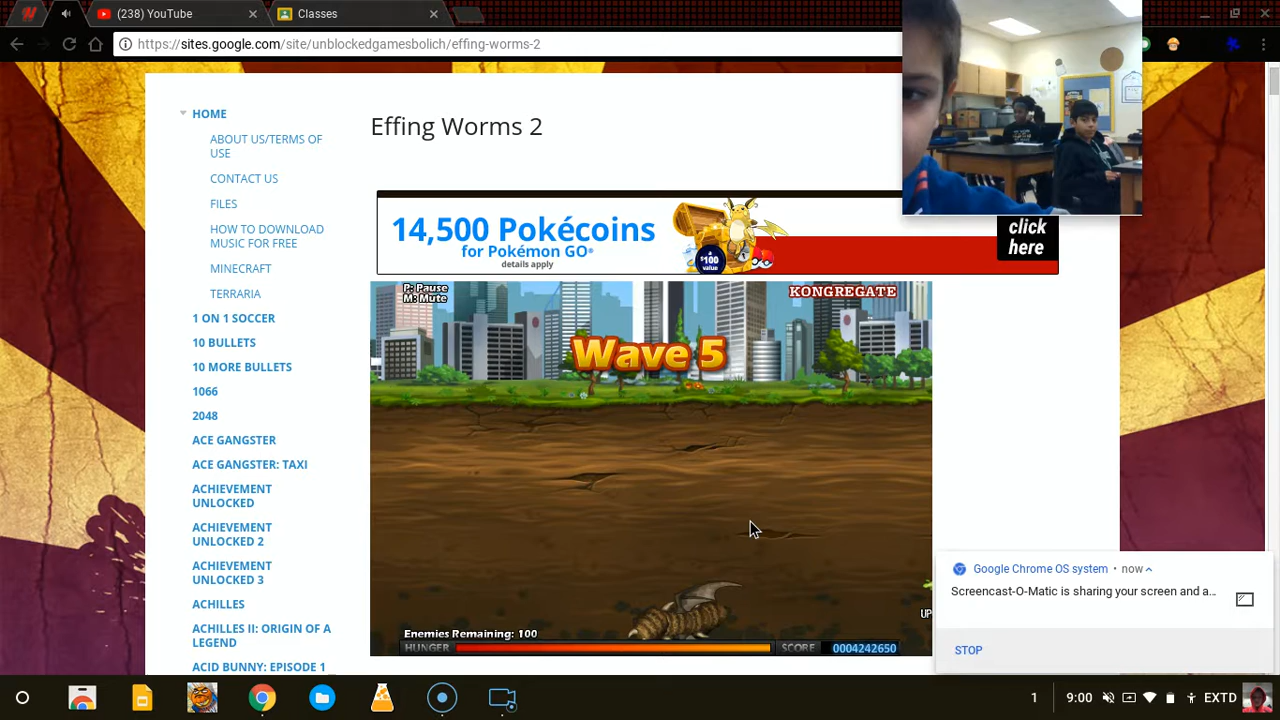 (238) YouTube
Classes
https://sites.google.com/site/unblockedgamesbolich/effing-worms-2
HOME
ABOUT US/TERMS OF
USE
CONTACT US
FILES
HOW TO DOWNLOAD
MUSIC FOR FREE
MINECRAFT
TERRARIA
1 ON 1 SOCCER
10 BULLETS
10 MORE BULLETS
1066
2048
ACE GANGSTER
ACE GANGSTER: TAXI
ACHIEVEMENT
UNLOCKED
ACHIEVEMENT
UNLOCKED 2
ACHIEVEMENT
UNLOCKED 3
ACHILLES
ACHILLES II: ORIGIN OF A
LEGEND
ACID BUNNY: EPISODE 1
Effing Worms 2
14,500 Pokécoins
for Pokémon GO®
details apply
$100
value
click
here
P: Pause
M: Mute
KONGREGATE
Wave 5
UP
Enemies Remaining: 100
HUNGER
SCORE 0004242650
Google Chrome OS system • now
Screencast-O-Matic is sharing your screen and a...
STOP
1
9:00
EXTD